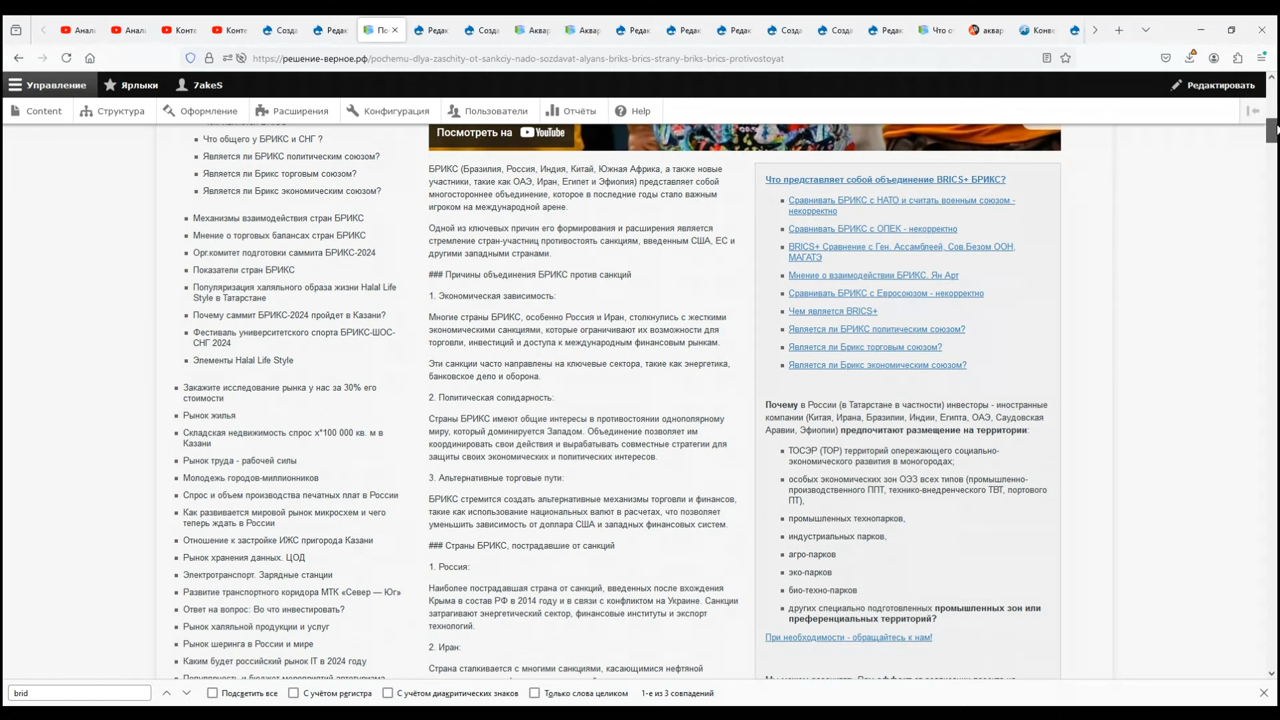 Анал
Анал
Конте
Конте
Созда
Редак
По
Редак
Созда
Аквар
Аквар
Редак
Редак
Редак
Созда
Созда
Редак
Что о
аквар
Конво
https://решение-верное.рф/pochemu-dlya-zaschity-ot-sankciy-nado-sozdavat-alyans-briks-brics-strany-briks-brics-protivostoyat
Управление
Ярлыки
7akeS
Редактировать
Content
Структура
Оформление
Расширения
Конфигурация
Пользователи
Отчёты
Help
Что общего у БРИКС и СНГ ?
Является ли БРИКС политическим союзом?
Является ли Брикс торговым союзом?
Является ли Брикс экономическим союзом?
Механизмы взаимодействия стран БРИКС
Мнение о торговых балансах стран БРИКС
Орг.комитет подготовки саммита БРИКС-2024
Показатели стран БРИКС
Популяризация халяльного образа жизни Halal Life
Style в Татарстане
Почему саммит БРИКС-2024 пройдет в Казани?
Фестиваль университетского спорта БРИКС-ШОС-
СНГ 2024
Элементы Halal Life Style
Закажите исследование рынка у нас за 30% его
стоимости
Рынок жилья
Складская недвижимость спрос х*100 000 кв. м в
Казани
Рынок труда - рабочей силы
Молодежь городов-миллионников
Спрос и объем производства печатных плат в России
Как развивается мировой рынок микросхем и чего
теперь ждать в России
Отношение к застройке ИЖС пригорода Казани
Рынок хранения данных. ЦОД
Электротранспорт. Зарядные станции
Развитие транспортного коридора МТК «Север — Юг»
Ответ на вопрос: Во что инвестировать?
Рынок халяльной продукции и услуг
Рынок шеринга в России и мире
Каким будет российский рынок IT в 2024 году
Посмотреть на YouTube
БРИКС (Бразилия, Россия, Индия, Китай, Южная Африка, а также новые
участники, такие как ОАЭ, Иран, Египет и Эфиопия) представляет собой
многостороннее объединение, которое в последние годы стало важным
игроком на международной арене.
Одной из ключевых причин его формирования и расширения является
стремление стран-участниц противостоять санкциям, введенным США, ЕС и
другими западными странами.
### Причины объединения БРИКС против санкций
1. Экономическая зависимость:
Многие страны БРИКС, особенно Россия и Иран, столкнулись с жесткими
экономическими санкциями, которые ограничивают их возможности для
торговли, инвестиций и доступа к международным финансовым рынкам.
Эти санкции часто направлены на ключевые сектора, такие как энергетика,
банковское дело и оборона.
2. Политическая солидарность:
Страны БРИКС имеют общие интересы в противостоянии однополярному
миру, который доминируется Западом. Объединение позволяет им
координировать свои действия и вырабатывать совместные стратегии для
защиты своих экономических и политических интересов.
3. Альтернативные торговые пути:
БРИКС стремится создать альтернативные механизмы торговли и финансов,
такие как использование национальных валют в расчетах, что позволяет
уменьшить зависимость от доллара США и западных финансовых систем.
### Страны БРИКС, пострадавшие от санкций
1. Россия:
Наиболее пострадавшая страна от санкций, введенных после вхождения
Крыма в состав РФ в 2014 году и в связи с конфликтом на Украине. Санкции
затрагивают энергетический сектор, финансовые институты и экспорт
технологий.
2. Иран:
Страна сталкивается с многими санкциями, касающимися нефтяной
Что представляет собой объединение BRICS+ БРИКС?
Сравнивать БРИКС с НАТО и считать военным союзом -
некорректно
Сравнивать БРИКС с ОПЕК - некорректно
BRICS+ Сравнение с Ген. Ассамблеей, Сов.Безом ООН,
МАГАТЭ
Мнение о взаимодействии БРИКС. Ян Арт
Сравнивать БРИКС с Евросоюзом - некорректно
Чем является BRICS+
Является ли БРИКС политическим союзом?
Является ли Брикс торговым союзом?
Является ли Брикс экономическим союзом?
Почему в России (в Татарстане в частности) инвесторы - иностранные
компании (Китая, Ирана, Бразилии, Индии, Египта, ОАЭ, Саудовская
Аравии, Эфиопии) предпочитают размещение на территории:
ТОСЭР (ТОР) территорий опережающего социально-
экономического развития в моногородах;
особых экономических зон ОЭЗ всех типов (промышленно-
производственного ППТ, технико-внедренческого ТВТ, портового
ПТ),
промышленных технопарков,
индустриальных парков,
агро-парков
эко-парков
био-техно-парков
других специально подготовленных промышленных зон или
преференциальных территорий?
При необходимости - обращайтесь к нам!
brid
Подсветить все
С учётом регистра
С учётом диакритических знаков
Только слова целиком
1-е из 3 совпадений